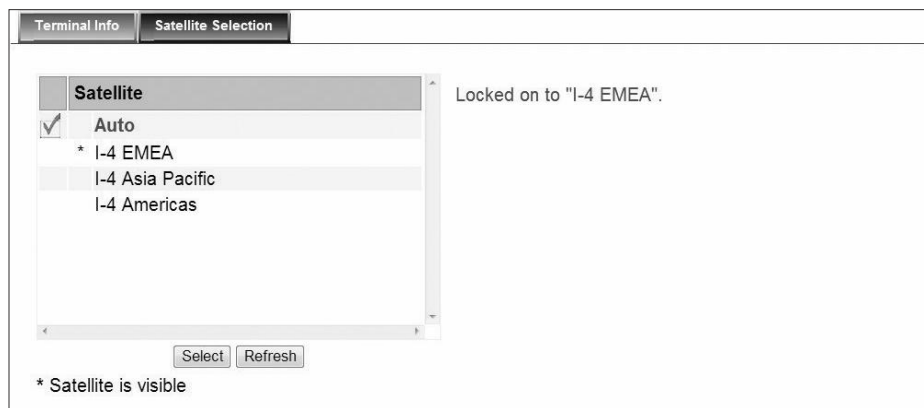 Terminal Info Satellite Selection
Satellite
Auto
* I-4 EMEA
I-4 Asia Pacific
I-4 Americas
Locked on to "I-4 EMEA".
Select Refresh
* Satellite is visible